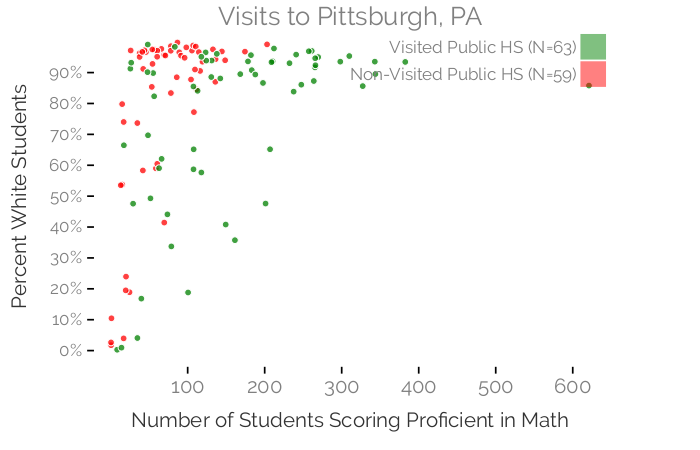 Visits to Pittsburgh, PA
Visited Public HS (N=63)
Non-Visited Public HS (N=59)
Percent White Students
90%
80%
70%
60%
50%
40%
30%
20%
10%
0%
100 200 300 400 500 600
Number of Students Scoring Proficient in Math